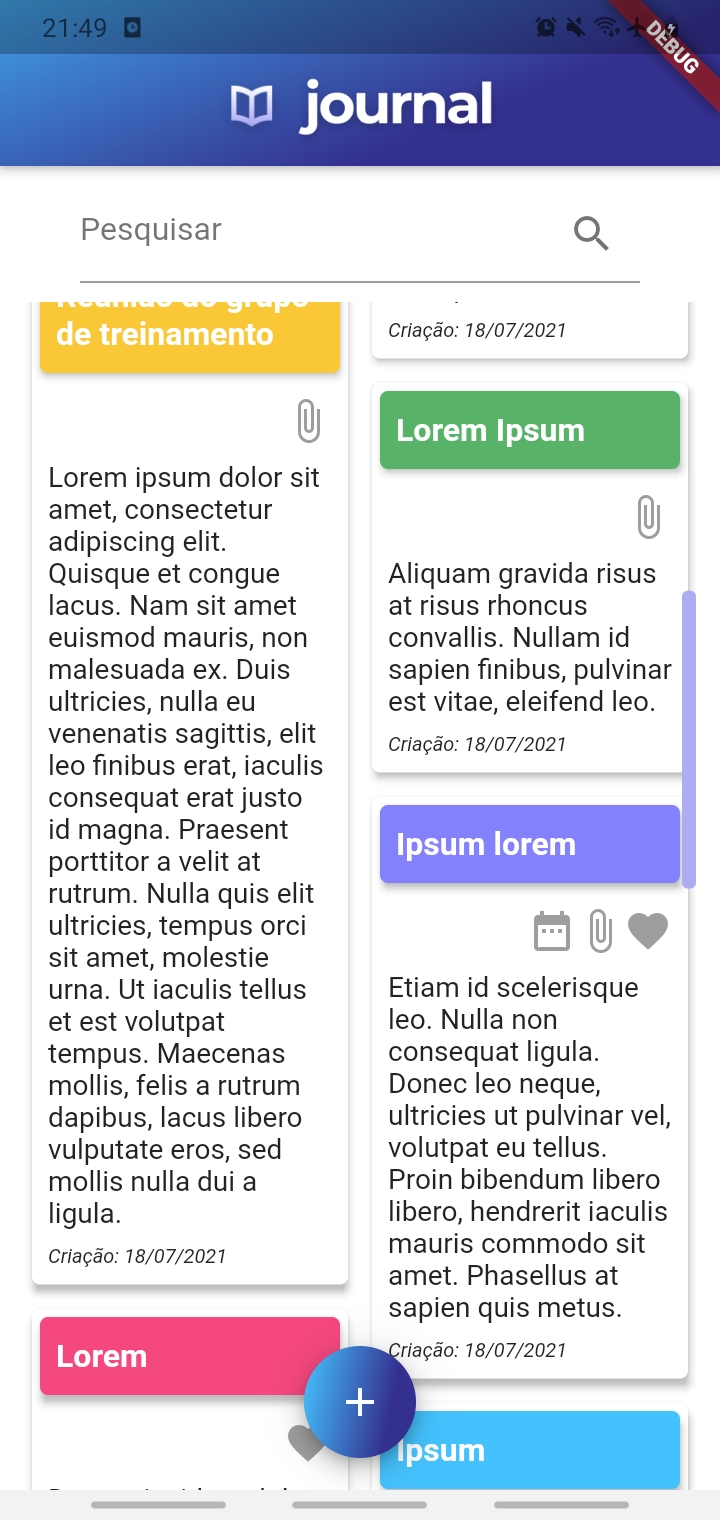 21:49
DEBUG
journal
Pesquisar
Reunião do grupo
de treinamento
Lorem ipsum dolor sit
amet, consectetur
adipiscing elit.
Quisque et congue
lacus. Nam sit amet
euismod mauris, non
malesuada ex. Duis
ultricies, nulla eu
venenatis sagittis, elit
leo finibus erat, iaculis
consequat erat justo
id magna. Praesent
porttitor a velit at
rutrum. Nulla quis elit
ultricies, tempus orci
sit amet, molestie
urna. Ut iaculis tellus
et est volutpat
tempus. Maecenas
mollis, felis a rutrum
dapibus, lacus libero
vulputate eros, sed
mollis nulla dui a
ligula.
Criação: 18/07/2021
Lorem
Criação: 18/07/2021
Lorem Ipsum
Aliquam gravida risus
at risus rhoncus
convallis. Nullam id
sapien finibus, pulvinar
est vitae, eleifend leo.
Criação: 18/07/2021
Ipsum lorem
Etiam id scelerisque
leo. Nulla non
consequat ligula.
Donec leo neque,
ultricies ut pulvinar vel,
volutpat eu tellus.
Proin bibendum libero
libero, hendrerit iaculis
mauris commodo sit
amet. Phasellus at
sapien quis metus.
Criação: 18/07/2021
Ipsum